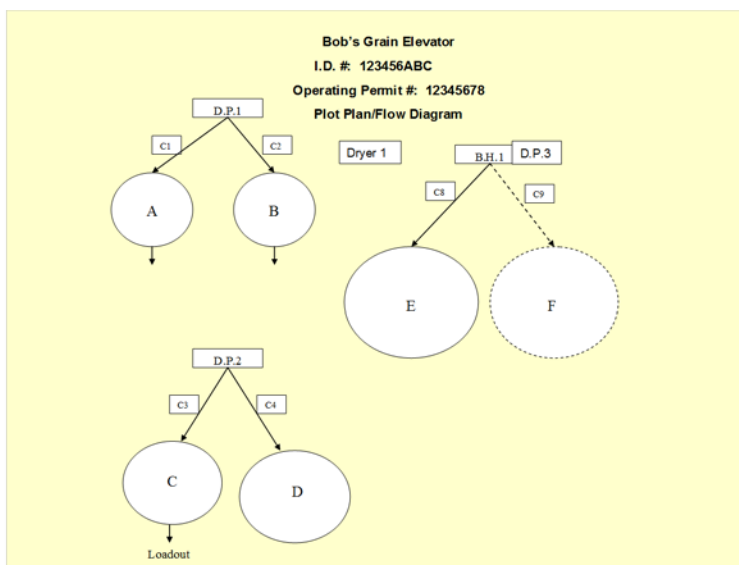 Bob's Grain Elevator
I.D. #: 123456ABC
Operating Permit #: 12345678
Plot Plan/Flow Diagram
D.P.1
C1
C2
A
B
Dryer 1
B.H.1
D.P.3
C8
C9
E
F
D.P.2
C3
C4
C
D
Loadout